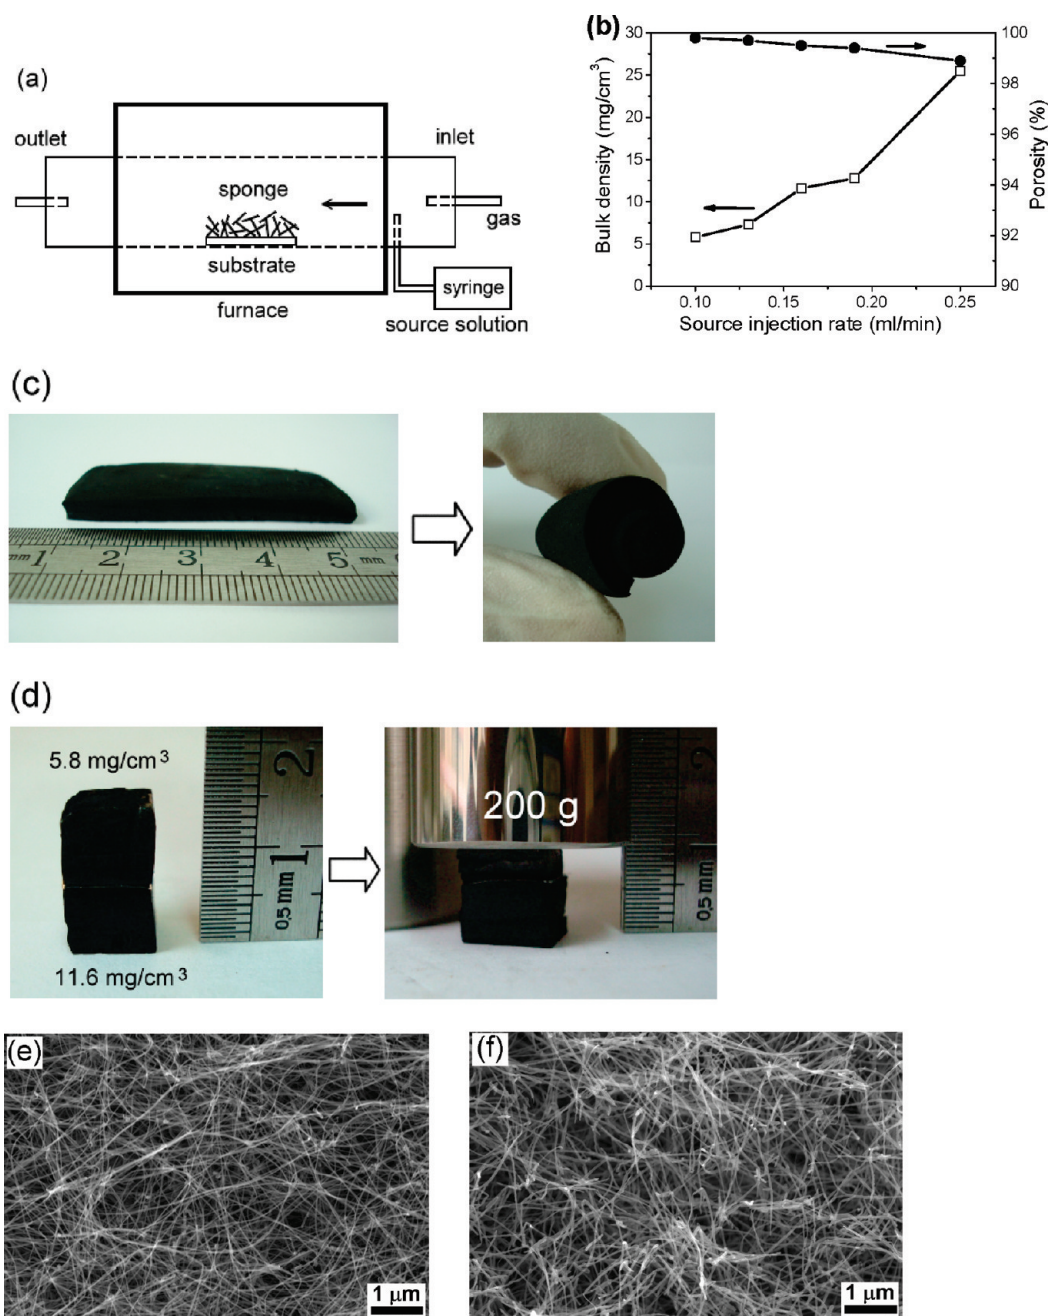 (a)
outlet
inlet
sponge
gas
substrate
syringe
furnace
source solution
(b)
30
25
20
15
10
5
0
Bulk density (mg/cm³)
100
98
96
94
92
90
Porosity (%)
0.10 0.15 0.20 0.25
Source injection rate (ml/min)
(c)
mm 1 2 3 4 5 mm
(d)
5.8 mg/cm³
11.6 mg/cm³
2
1
0,5 mm
200 g
2
1
0,5 mm
(e)
1 μm
(f)
1 μm